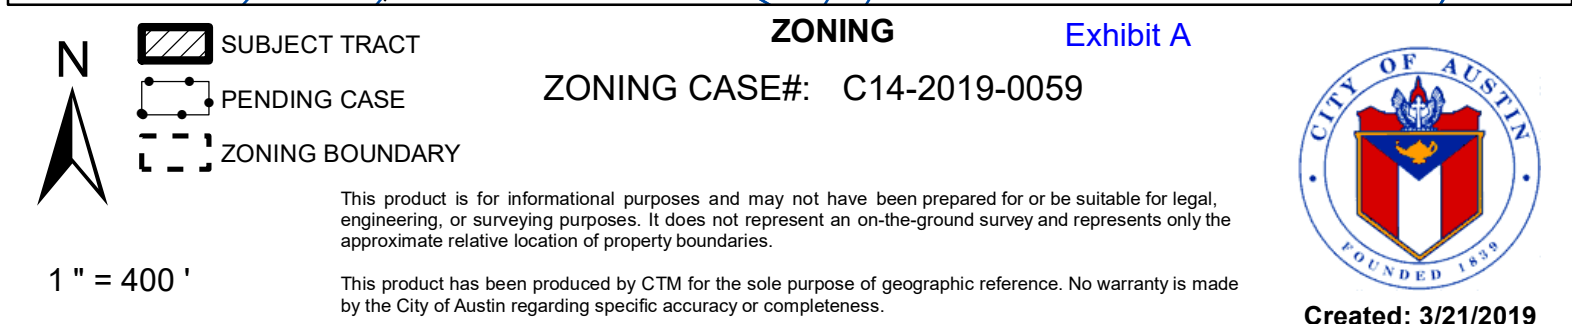 ZONING
Exhibit A
ZONING CASE#: C14-2019-0059
N
SUBJECT TRACT
PENDING CASE
ZONING BOUNDARY
1 " = 400 '
This product is for informational purposes and may not have been prepared for or be suitable for legal,
engineering, or surveying purposes. It does not represent an on-the-ground survey and represents only the
approximate relative location of property boundaries.
This product has been produced by CTM for the sole purpose of geographic reference. No warranty is made
by the City of Austin regarding specific accuracy or completeness.
CITY OF AUSTIN
FOUNDED 1839
Created: 3/21/2019